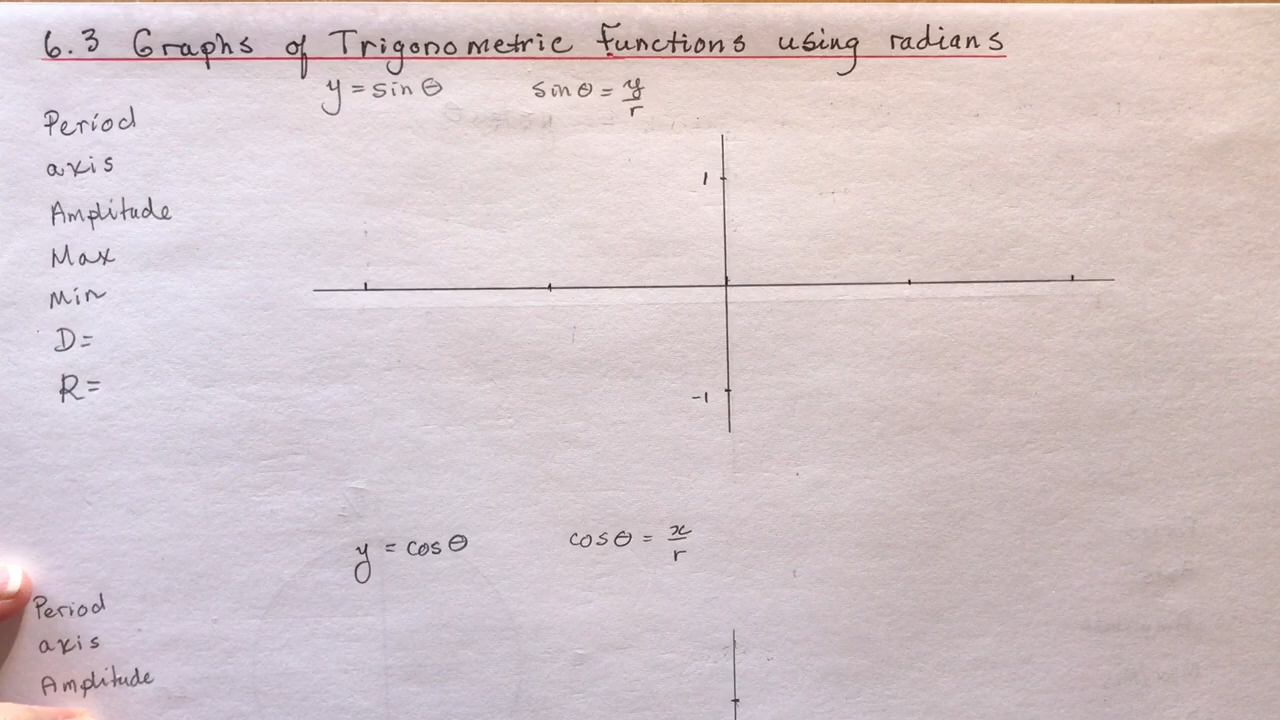 6.3 Graphs of Trigonometric functions using radians
y = sin θ sin θ = y/r
Period
axis
Amplitude
Max
Min
D=
R=
1
-1
y = cos θ cos θ = x/r
Period
axis
Amplitude